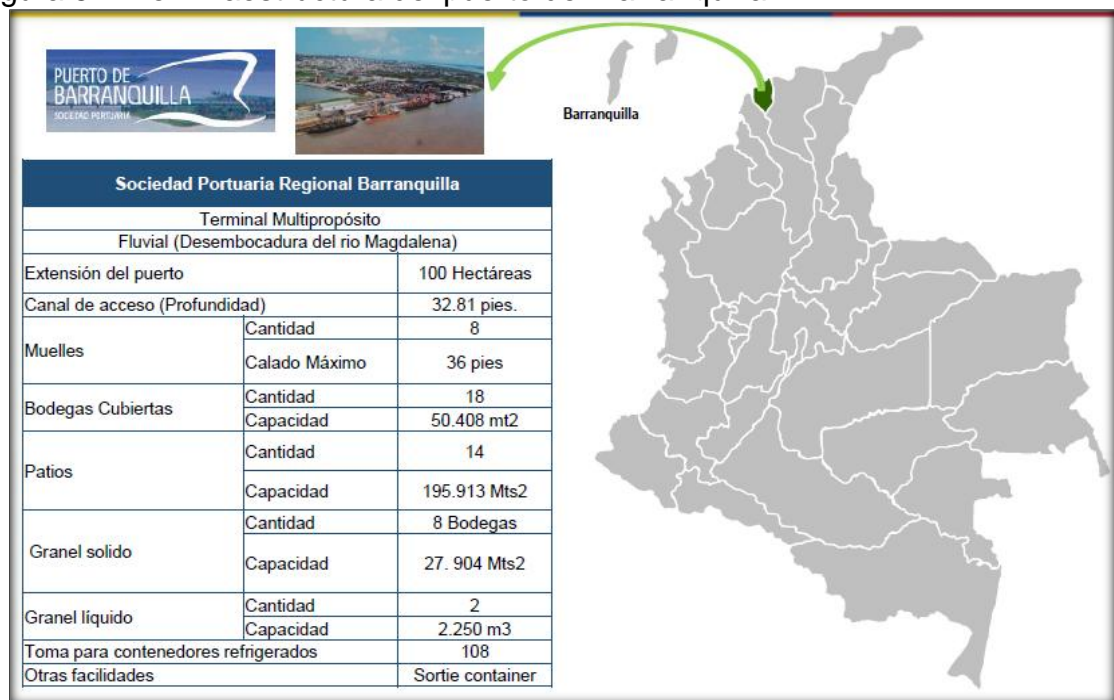 PUERTO DE
BARRANQUILLA
SOCIEDAD PORTUARIA
Barranquilla
Sociedad Portuaria Regional Barranquilla
Terminal Multipropósito
Fluvial (Desembocadura del rio Magdalena)
Extensión del puerto 100 Hectáreas
Canal de acceso (Profundidad) 32.81 pies.
Muelles
Cantidad 8
Calado Máximo 36 pies
Bodegas Cubiertas
Cantidad 18
Capacidad 50.408 mt2
Patios
Cantidad 14
Capacidad 195.913 Mts2
Granel solido
Cantidad 8 Bodegas
Capacidad 27. 904 Mts2
Granel líquido
Cantidad 2
Capacidad 2.250 m3
Toma para contenedores refrigerados 108
Otras facilidades Sortie container